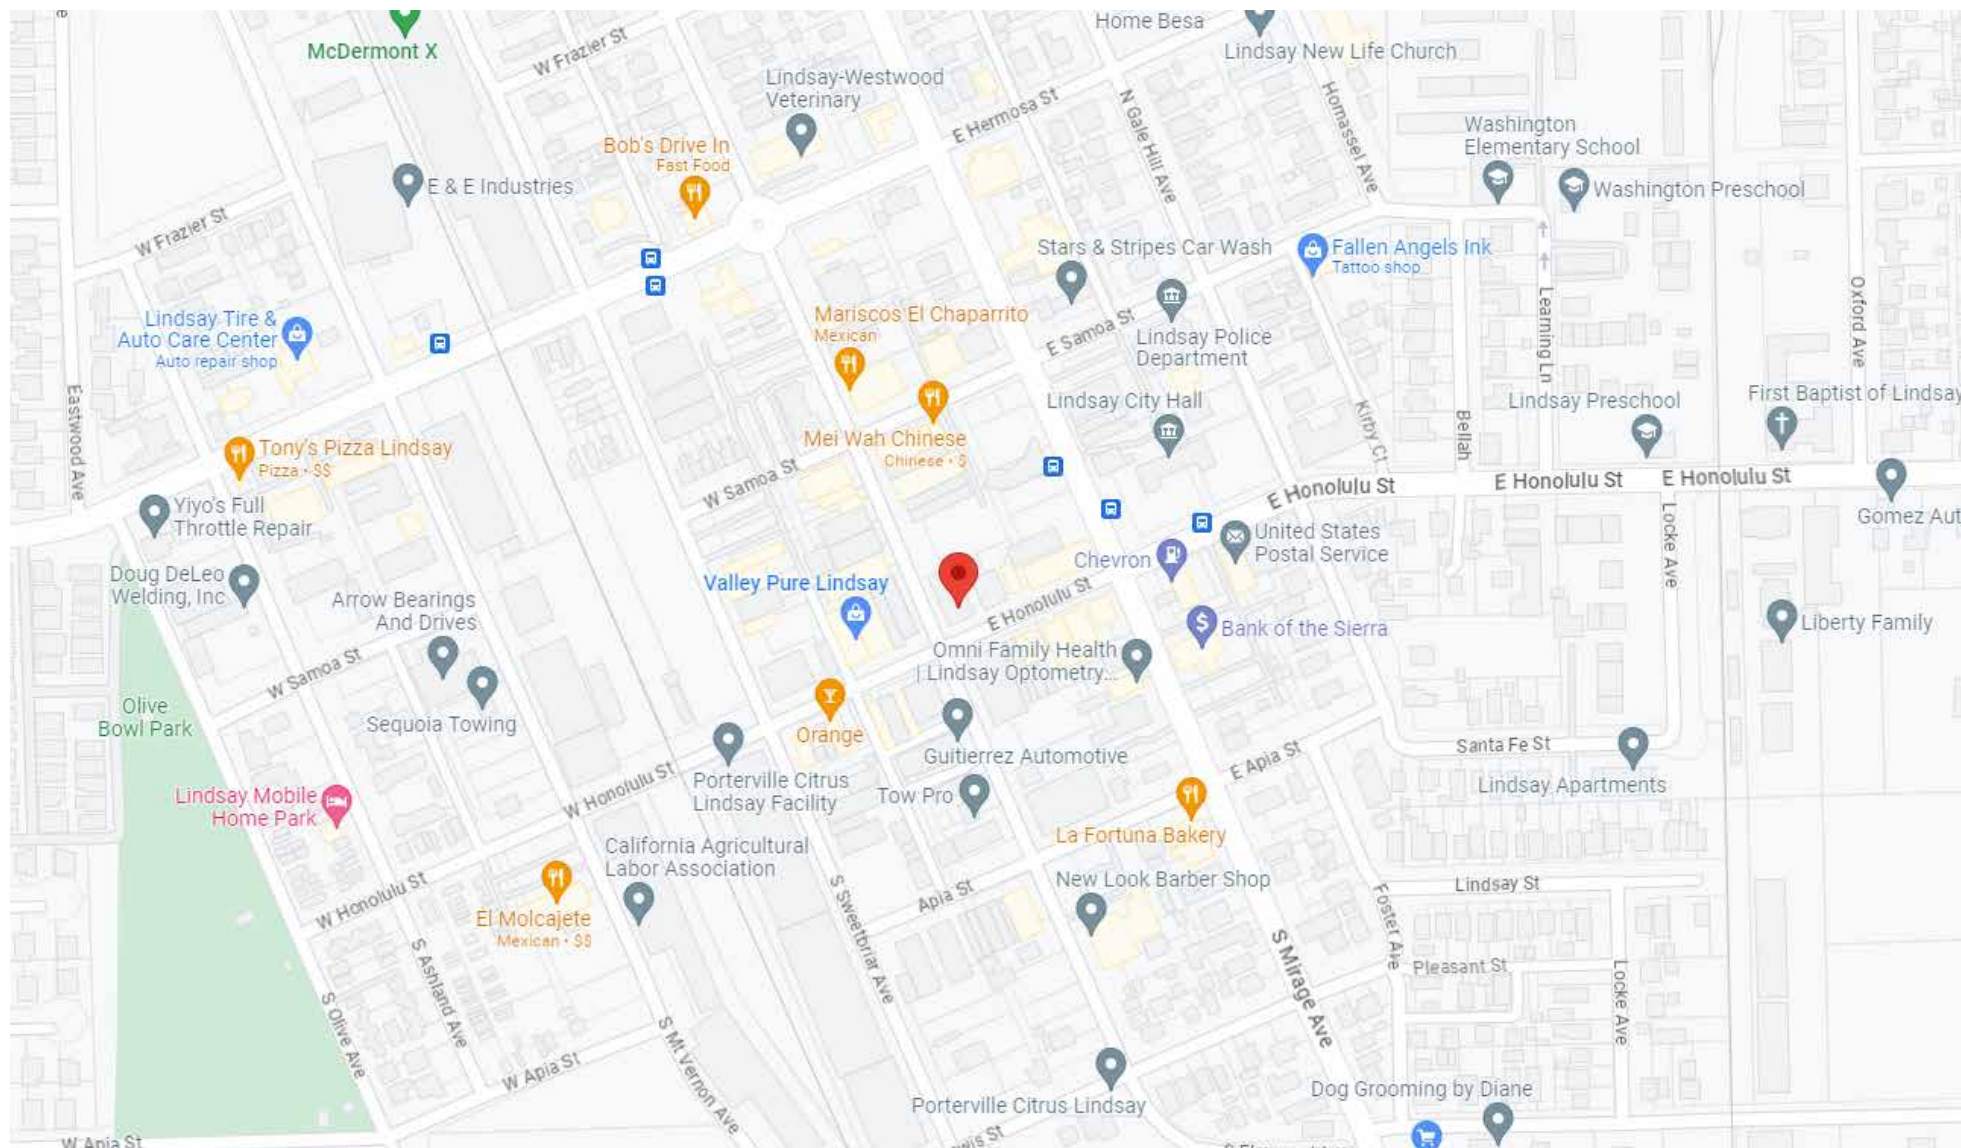 Home Besa
McDermont X
W Frazier St
Lindsay New Life Church
Lindsay-Westwood
Veterinary
E Hermosa St
N Gale Hill Ave
Homassel Ave
Washington
Elementary School
Washington Preschool
Bob's Drive In
Fast Food
E & E Industries
W Frazier St
Stars & Stripes Car Wash
Fallen Angels Ink
Tattoo shop
Lindsay Tire &
Auto Care Center
Auto repair shop
Mariscos El Chaparrito
Mexican
E Samoa St
Lindsay Police
Department
Learning Ln
Oxford Ave
Eastwood Ave
Lindsay City Hall
Kirby Ct
Bellah
Lindsay Preschool
First Baptist of Lindsay
Mei Wah Chinese
Chinese • $
Tony's Pizza Lindsay
Pizza • $$
W Samoa St
E Honolulu St
E Honolulu St
E Honolulu St
Yiyo's Full
Throttle Repair
United States
Postal Service
Locke Ave
Gomez Aut
Chevron
Doug DeLeo
Welding, Inc
Valley Pure Lindsay
Arrow Bearings
And Drives
E Honolulu St
Bank of the Sierra
Liberty Family
Omni Family Health
| Lindsay Optometry...
W Samoa St
Olive
Bowl Park
Sequoia Towing
Orange
Guitierrez Automotive
E Apia St
Santa Fe St
Lindsay Apartments
Porterville Citrus
Lindsay Facility
W Honolulu St
Tow Pro
Lindsay Mobile
Home Park
La Fortuna Bakery
California Agricultural
Labor Association
New Look Barber Shop
Lindsay St
W Honolulu St
Apia St
S Sweetbriar Ave
Foster Ave
El Molcajete
Mexican • $$
S Ashland Ave
S Mirage Ave
Pleasant St
Locke Ave
S Olive Ave
S Mt Vernon Ave
W Apia St
Dog Grooming by Diane
Porterville Citrus Lindsay
W Apia St